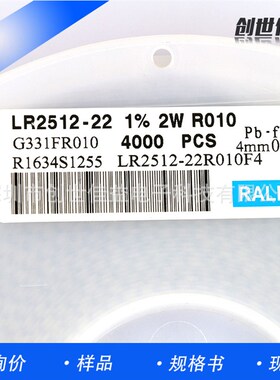 创世
LR2512-22 1% 2W R010
G331FR010 4000 PCS Pb-f
R1634S1255 LR2512-22R010F4 4mm0
RAL
询价 · 样品 · 规格书 ·